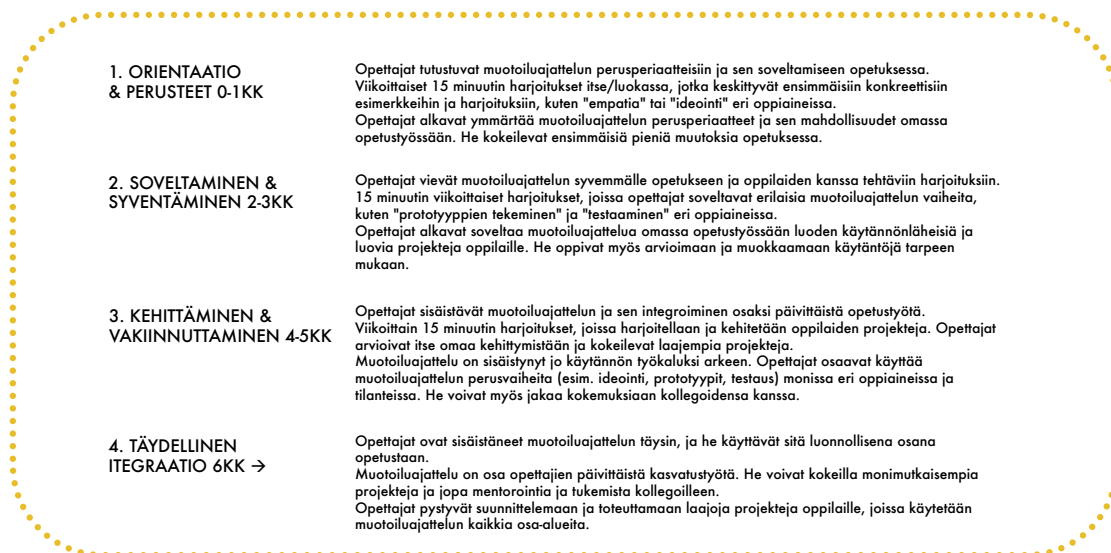 1. ORIENTAATIO
& PERUSTEET 0-1KK
Opettajat tutustuvat muotoiluajattelun perusperiaatteisiin ja sen soveltamiseen opetuksessa.
Viikoittaiset 15 minuutin harjoitukset itse/luokassa, jotka keskittyvät ensimmäisiin konkreettisiin
esimerkkeihin ja harjoituksiin, kuten "empatia" tai "ideointi" eri oppiaineissa.
Opettajat alkavat ymmärtää muotoiluajattelun perusperiaatteet ja sen mahdollisuudet omassa
opetustyössään. He kokeilevat ensimmäisiä pieniä muutoksia opetuksessa.
2. SOVELTAMINEN &
SYVENTÄMINEN 2-3KK
Opettajat vievät muotoiluajattelun syvemmälle opetukseen ja oppilaiden kanssa tehtäviin harjoituksiin.
15 minuutin viikoittaiset harjoitukset, joissa opettajat soveltavat erilaisia muotoiluajattelun vaiheita,
kuten "prototyyppien tekeminen" ja "testaaminen" eri oppiaineissa.
Opettajat alkavat soveltaa muotoiluajattelua omassa opetustyössään luoden käytännönläheisiä ja
luovia projekteja oppilaille. He oppivat myös arvioimaan ja muokkaamaan käytäntöjä tarpeen
mukaan.
3. KEHITTÄMINEN &
VAKIINNUTTAMINEN 4-5KK
Opettajat sisäistävät muotoiluajattelun ja sen integroiminen osaksi päivittäistä opetustyötä.
Viikoittain 15 minuutin harjoitukset, joissa harjoitellaan ja kehitetään oppilaiden projekteja. Opettajat
arvioivat itse omaa kehittymistään ja kokeilevat laajempia projekteja.
Muotoiluajattelu on sisäistynyt jo käytännön työkaluksi arkeen. Opettajat osaavat käyttää
muotoiluajattelun perusvaiheita (esim. ideointi, prototyypit, testaus) monissa eri oppiaineissa ja
tilanteissa. He voivat myös jakaa kokemuksiaan kollegoidensa kanssa.
4. TÄYDELLINEN
ITEGRAATIO 6KK →
Opettajat ovat sisäistäneet muotoiluajattelun täysin, ja he käyttävät sitä luonnollisena osana
opetustaan.
Muotoiluajattelu on osa opettajien päivittäistä kasvatustyötä. He voivat kokeilla monimutkaisempia
projekteja ja jopa mentorointia ja tukemista kollegoilleen.
Opettajat pystyvät suunnittelemaan ja toteuttamaan laajoja projekteja oppilaille, joissa käytetään
muotoiluajattelun kaikkia osa-alueita.